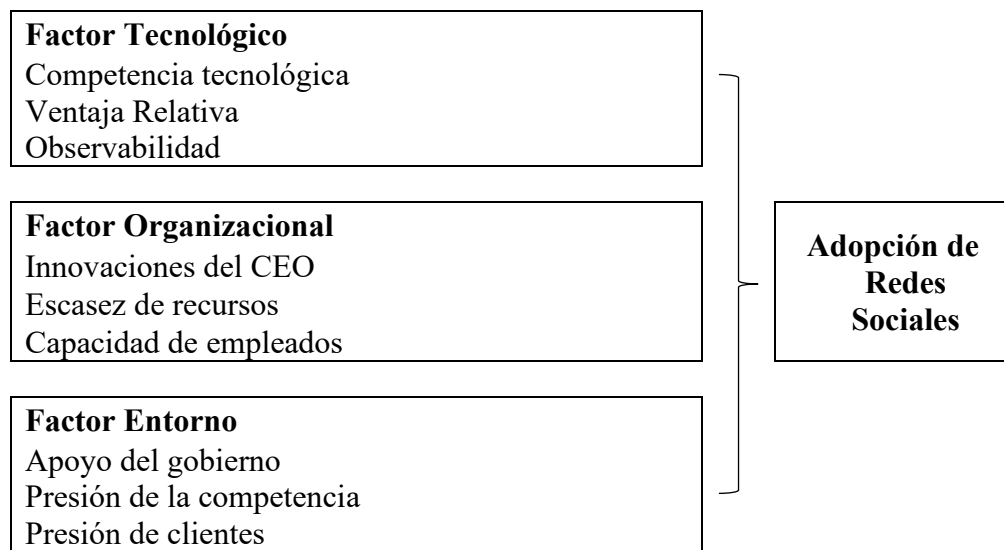 Factor Tecnológico
Competencia tecnológica
Ventaja Relativa
Observabilidad
Factor Organizacional
Innovaciones del CEO
Escasez de recursos
Capacidad de empleados
Adopción de
Redes
Sociales
Factor Entorno
Apoyo del gobierno
Presión de la competencia
Presión de clientes